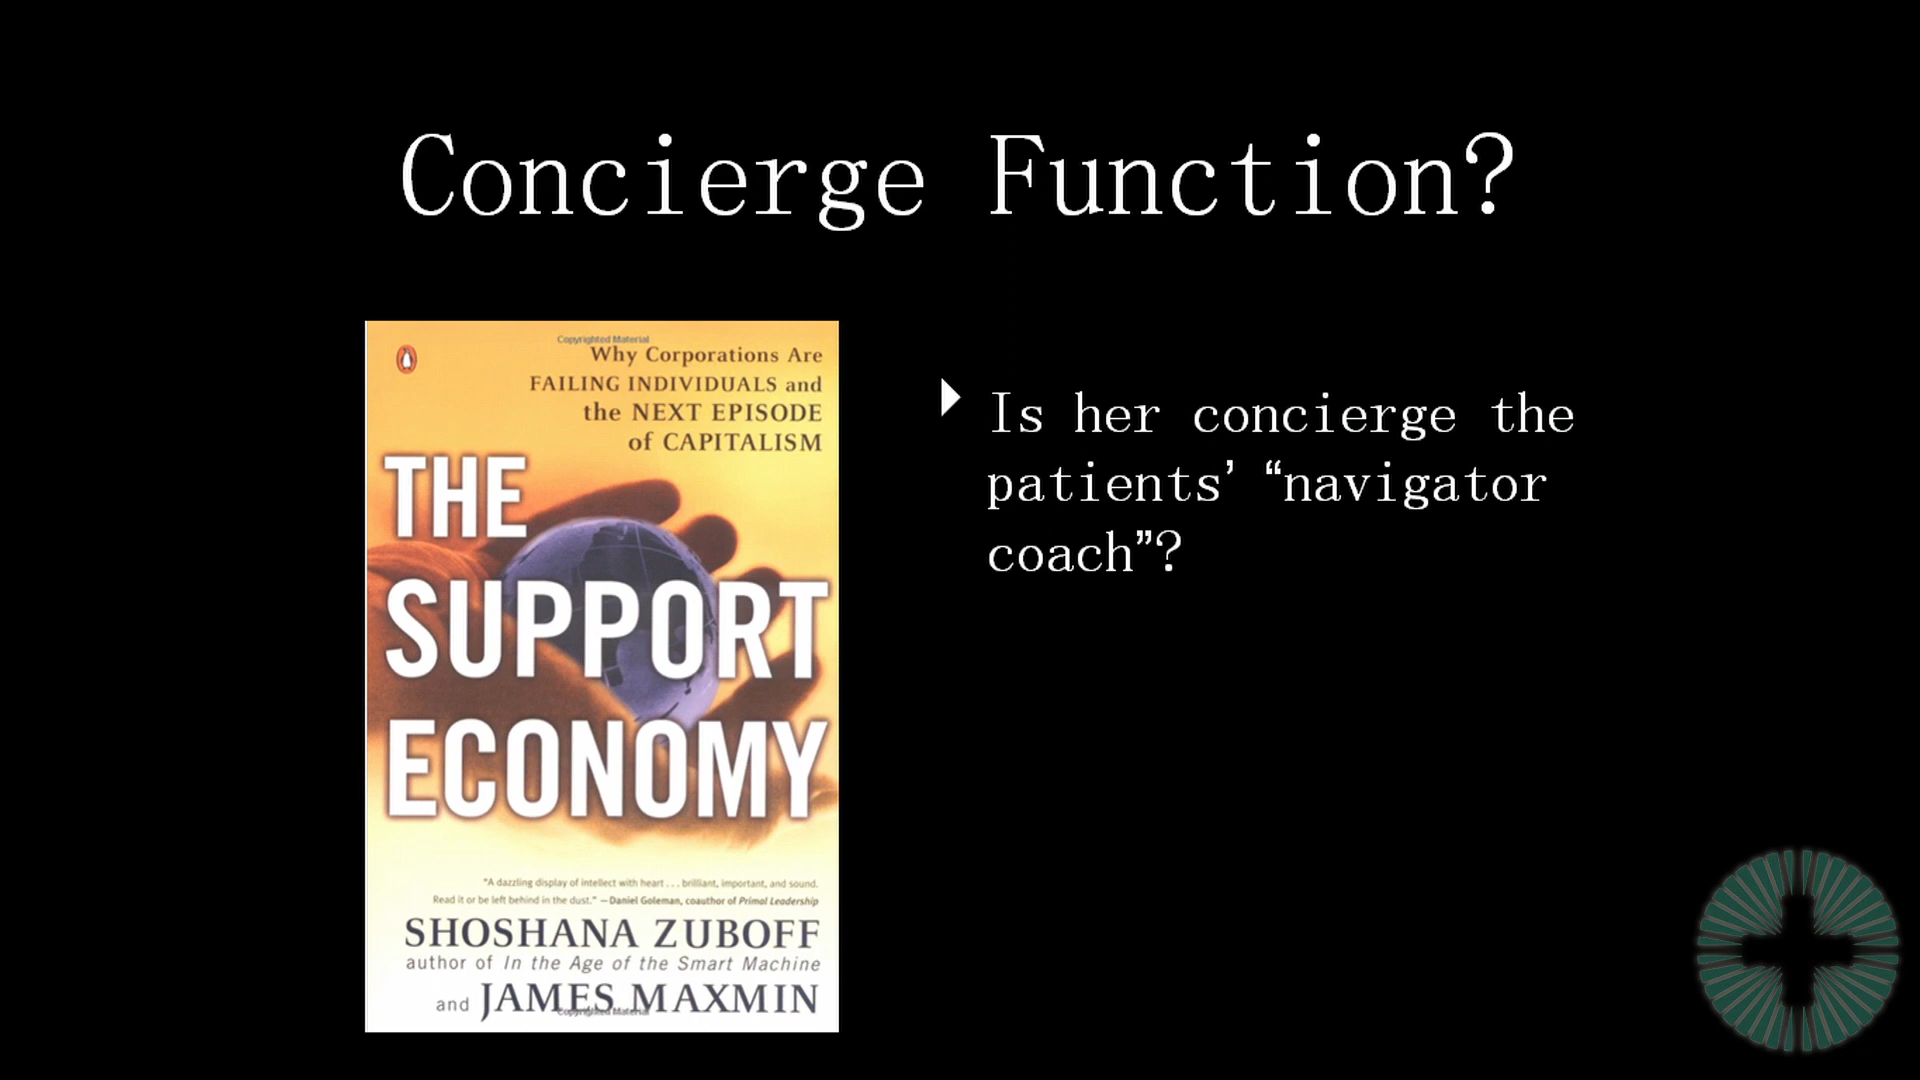 Concierge Function?
Copyrighted Material
Why Corporations Are
FAILING INDIVIDUALS and
the NEXT EPISODE
of CAPITALISM
THE
SUPPORT
ECONOMY
"A dazzling display of intellect with heart . . . brilliant, important, and sound.
Read it or be left behind in the dust." —Daniel Goleman, coauthor of Primal Leadership
SHOSHANA ZUBOFF
author of In the Age of the Smart Machine
and JAMES MAXMIN
Copyrighted Material
Is her concierge the
patients’ “navigator
coach”?